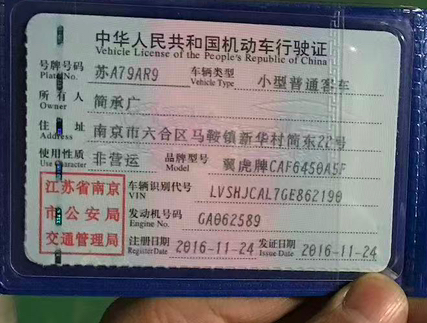 中华人民共和国机动车行驶证
Vehicle License of the People's Republic of China
号牌号码 苏A79AR9 车辆类型 小型普通客车
Plate No. Vehicle Type
所有人 简承广
Owner
住址 南京市六合区马鞍镇新华村简东22号
Address
使用性质 非营运 品牌型号 翼虎牌CAF6450A5F
Use Character Model
江苏省南京 车辆识别代号 LVSHJCAL7GE862190
VIN
市公安局 发动机号码 GA062589
Engine No.
交通管理局 注册日期 2016-11-24 发证日期 2016-11-24
Register Date Issue Date